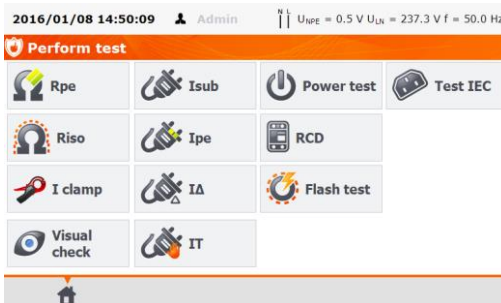 2016/01/08 14:50:09 Admin N L UNPE = 0.5 V ULN = 237.3 V f = 50.0 Hz
Perform test
Rpe Isub Power test Test IEC
Riso Ipe RCD
I clamp IΔ Flash test
Visual
check IT